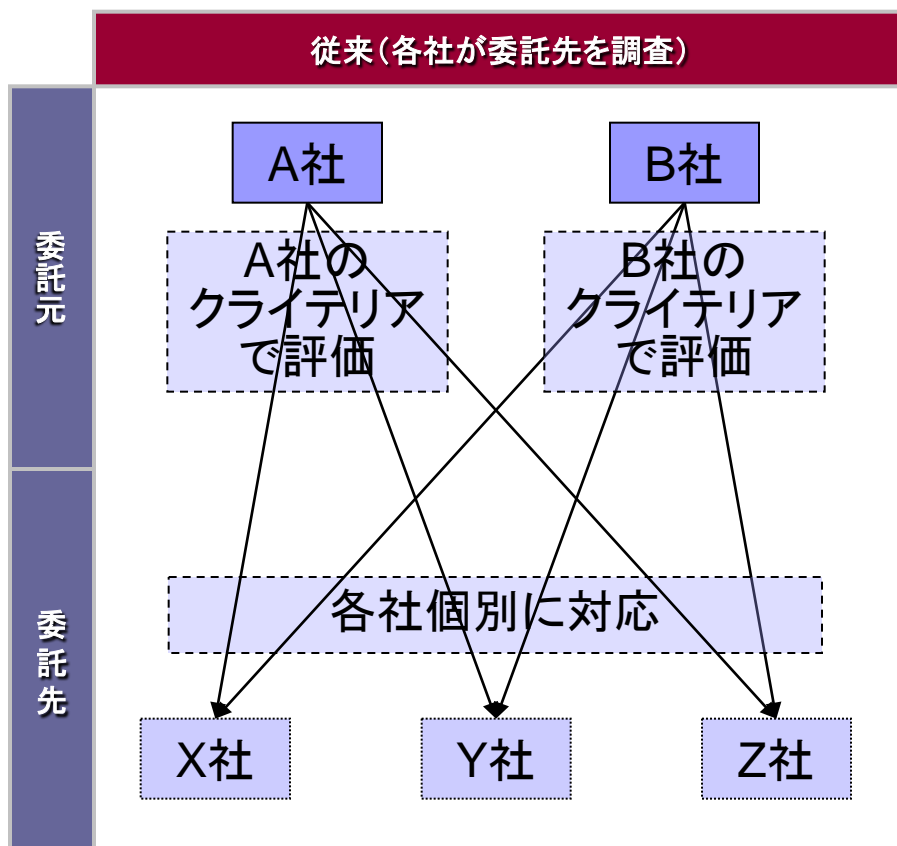 従来(各社が委託先を調査)
委託元
A社
B社
A社の
クライテリア
で評価
B社の
クライテリア
で評価
委託先
各社個別に対応
X社
Y社
Z社